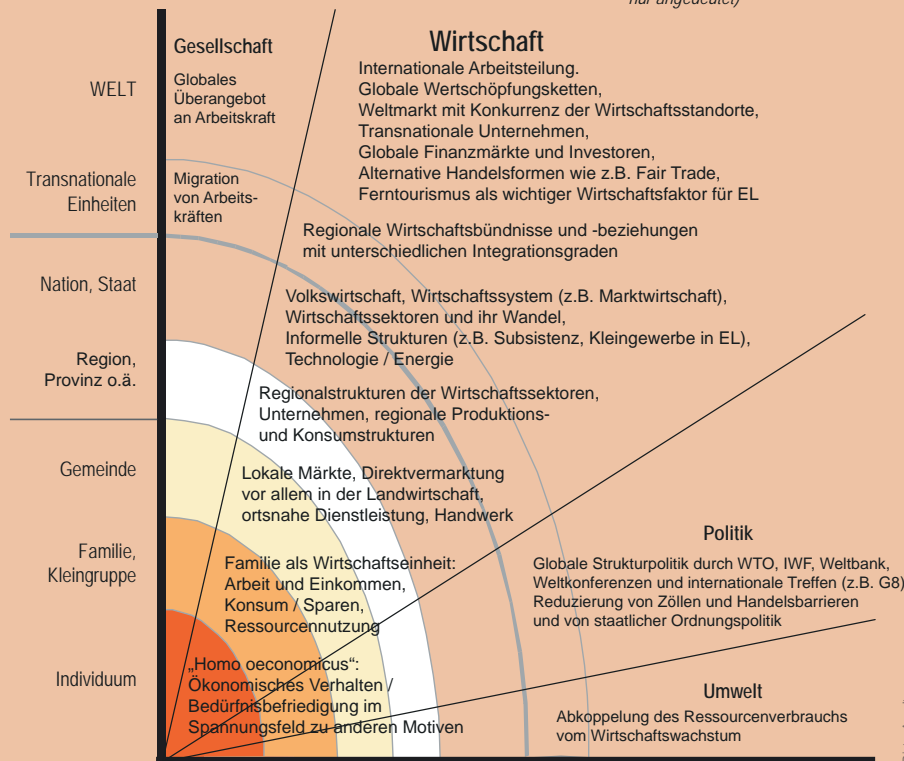 nur angedeutet)
Gesellschaft
Wirtschaft
WELT
Globales
Überangebot
an Arbeitskraft
Internationale Arbeitsteilung.
Globale Wertschöpfungsketten,
Weltmarkt mit Konkurrenz der Wirtschaftsstandorte,
Transnationale Unternehmen,
Globale Finanzmärkte und Investoren,
Alternative Handelsformen wie z.B. Fair Trade,
Ferntourismus als wichtiger Wirtschaftsfaktor für EL
Transnationale
Einheiten
Migration
von Arbeits-
kräften
Regionale Wirtschaftsbündnisse und -beziehungen
mit unterschiedlichen Integrationsgraden
Nation, Staat
Volkswirtschaft, Wirtschaftssystem (z.B. Marktwirtschaft),
Wirtschaftssektoren und ihr Wandel,
Informelle Strukturen (z.B. Subsistenz, Kleingewerbe in EL),
Technologie / Energie
Region,
Provinz o.ä.
Regionalstrukturen der Wirtschaftssektoren,
Unternehmen, regionale Produktions-
und Konsumstrukturen
Gemeinde
Lokale Märkte, Direktvermarktung
vor allem in der Landwirtschaft,
ortsnahe Dienstleistung, Handwerk
Familie,
Kleingruppe
Familie als Wirtschaftseinheit:
Arbeit und Einkommen,
Konsum / Sparen,
Ressourcennutzung
Politik
Globale Strukturpolitik durch WTO, IWF, Weltbank,
Weltkonferenzen und internationale Treffen (z.B. G8)
Reduzierung von Zöllen und Handelsbarrieren
und von staatlicher Ordnungspolitik
Individuum
„Homo oeconomicus“:
Ökonomisches Verhalten /
Bedürfnisbefriedigung im
Spannungsfeld zu anderen Motiven
Umwelt
Abkoppelung des Ressourcenverbrauchs
vom Wirtschaftswachstum